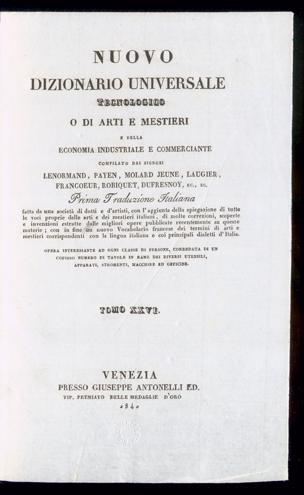 NUOVO
DIZIONARIO UNIVERSALE
TECNOLOGICO
O DI ARTI E MESTIERI
E DELLA
ECONOMIA INDUSTRIALE E COMMERCIANTE
COMPILATO DAI SIGNORI
LENORMAND, PAYEN, MOLARD JEUNE, LAUGIER,
FRANCOEUR, ROBIQUET, DUFRESNOY, EC., EC.
Prima Traduzione Italiana
fatta da una società di dotti e d'artisti, con l'aggiunta della spiegazione di tutte
le voci proprie delle arti e dei mestieri italiani, di molte correzioni, scoperte
e invenzioni estratte dalle migliori opere pubblicate recentemente su queste
materie; con in fine un nuovo Vocabolario francese dei termini di arti e
mestieri corrispondenti con la lingua italiana e coi principali dialetti d'Italia.
OPERA INTERESSANTE AD OGNI CLASSE DI PERSONE, CORREDATA DI UN
COPIOSO NUMERO DI TAVOLE IN RAME DEI DIVERSI UTENSILI,
APPARATI, STROMENTI, MACCHINE ED OFFICINE.
TOMO XXVI.
VENEZIA
PRESSO GIUSEPPE ANTONELLI ED.
TIP. PREMIATO DELLE MEDAGLIE D'ORO
1840